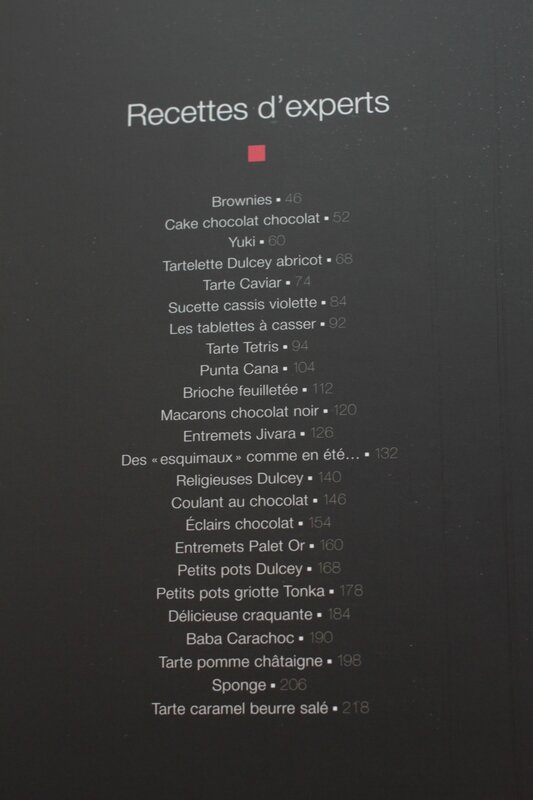 Recettes d’experts
Brownies ▪ 46
Cake chocolat chocolat ▪ 52
Yuki ▪ 60
Tartelette Dulcey abricot ▪ 68
Tarte Caviar ▪ 74
Sucette cassis violette ▪ 84
Les tablettes à casser ▪ 92
Tarte Tetris ▪ 94
Punta Cana ▪ 104
Brioche feuilletée ▪ 112
Macarons chocolat noir ▪ 120
Entremets Jivara ▪ 126
Des « esquimaux » comme en été… ▪ 132
Religieuses Dulcey ▪ 140
Coulant au chocolat ▪ 146
Éclairs chocolat ▪ 154
Entremets Palet Or ▪ 160
Petits pots Dulcey ▪ 168
Petits pots griotte Tonka ▪ 178
Délicieuse craquante ▪ 184
Baba Carachoc ▪ 190
Tarte pomme châtaigne ▪ 198
Sponge ▪ 206
Tarte caramel beurre salé ▪ 218